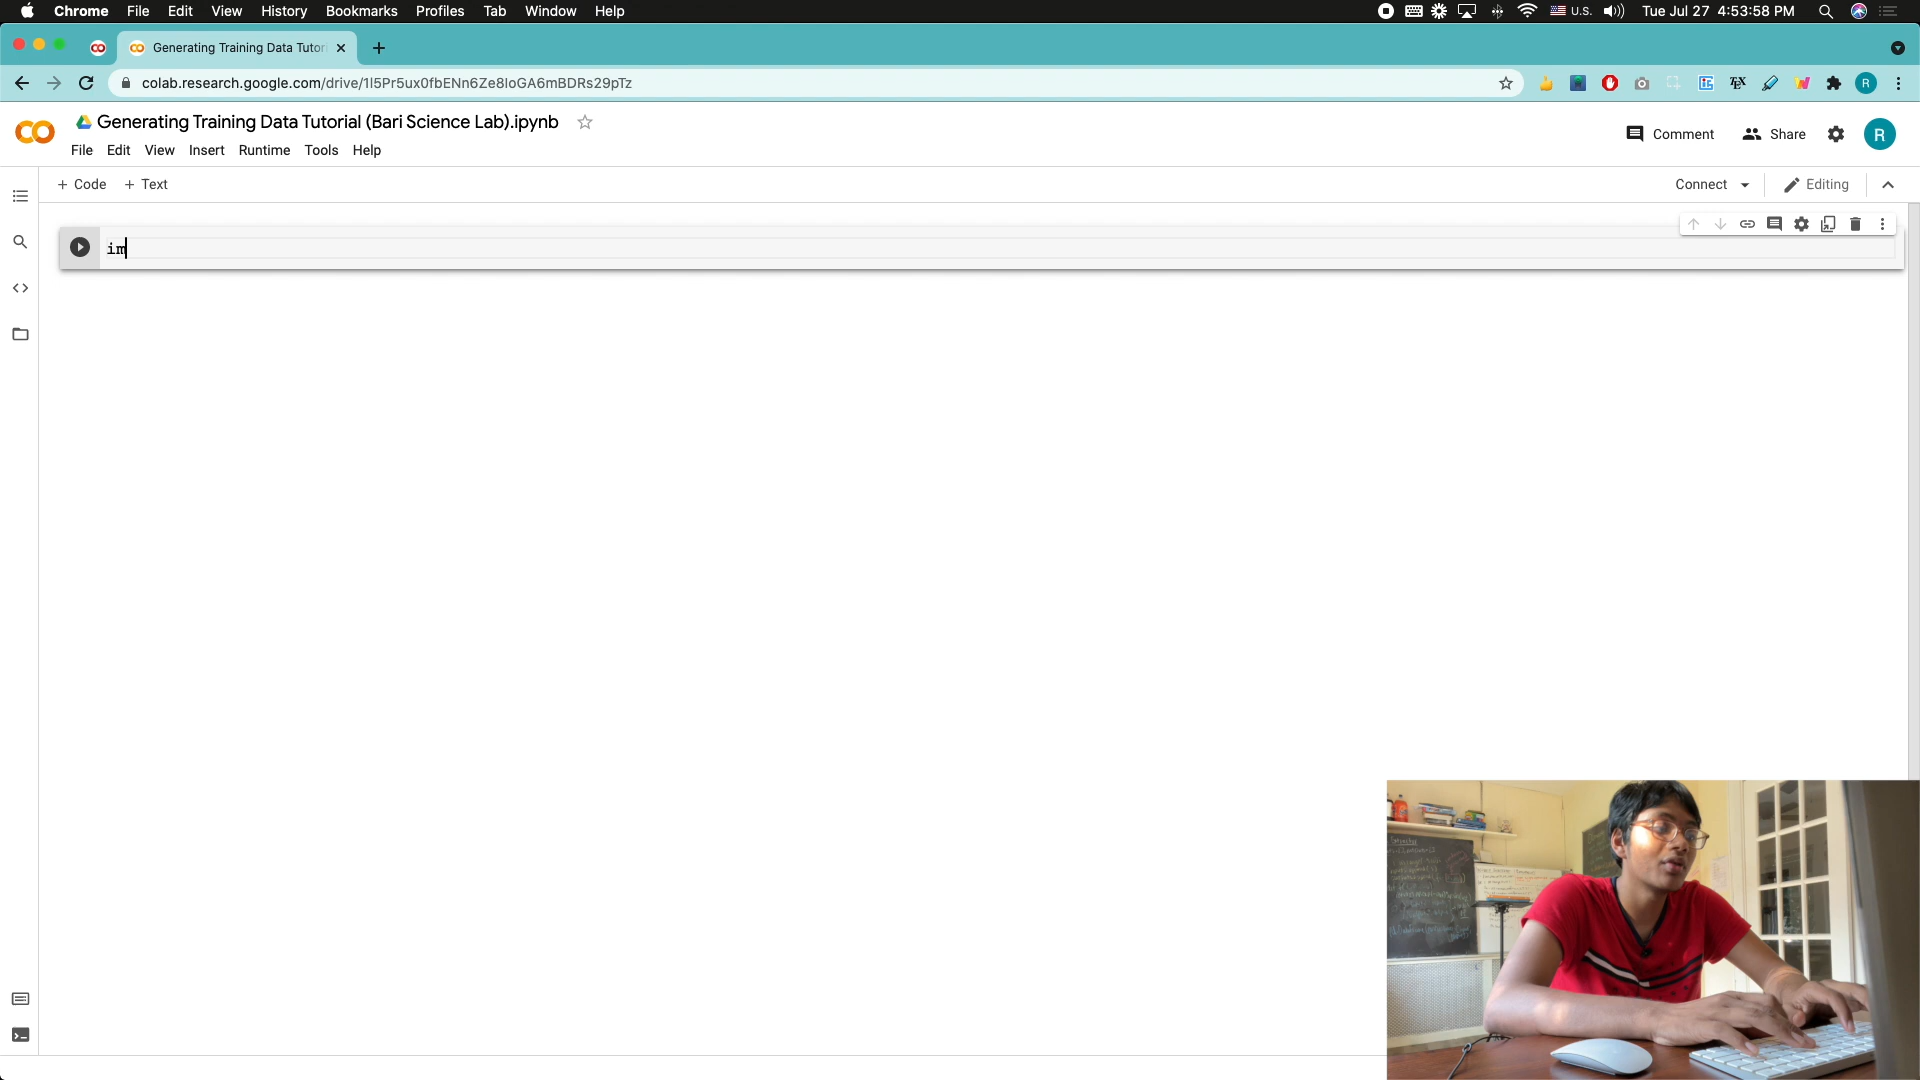 Chrome File Edit View History Bookmarks Profiles Tab Window Help U.S. Tue Jul 27 4:53:58 PM
Generating Training Data Tutor
colab.research.google.com/drive/1I5Pr5ux0fbENn6Ze8IoGA6mBDRs29pTz R
Generating Training Data Tutorial (Bari Science Lab).ipynb
Comment Share R
File Edit View Insert Runtime Tools Help
+ Code + Text Connect Editing
im